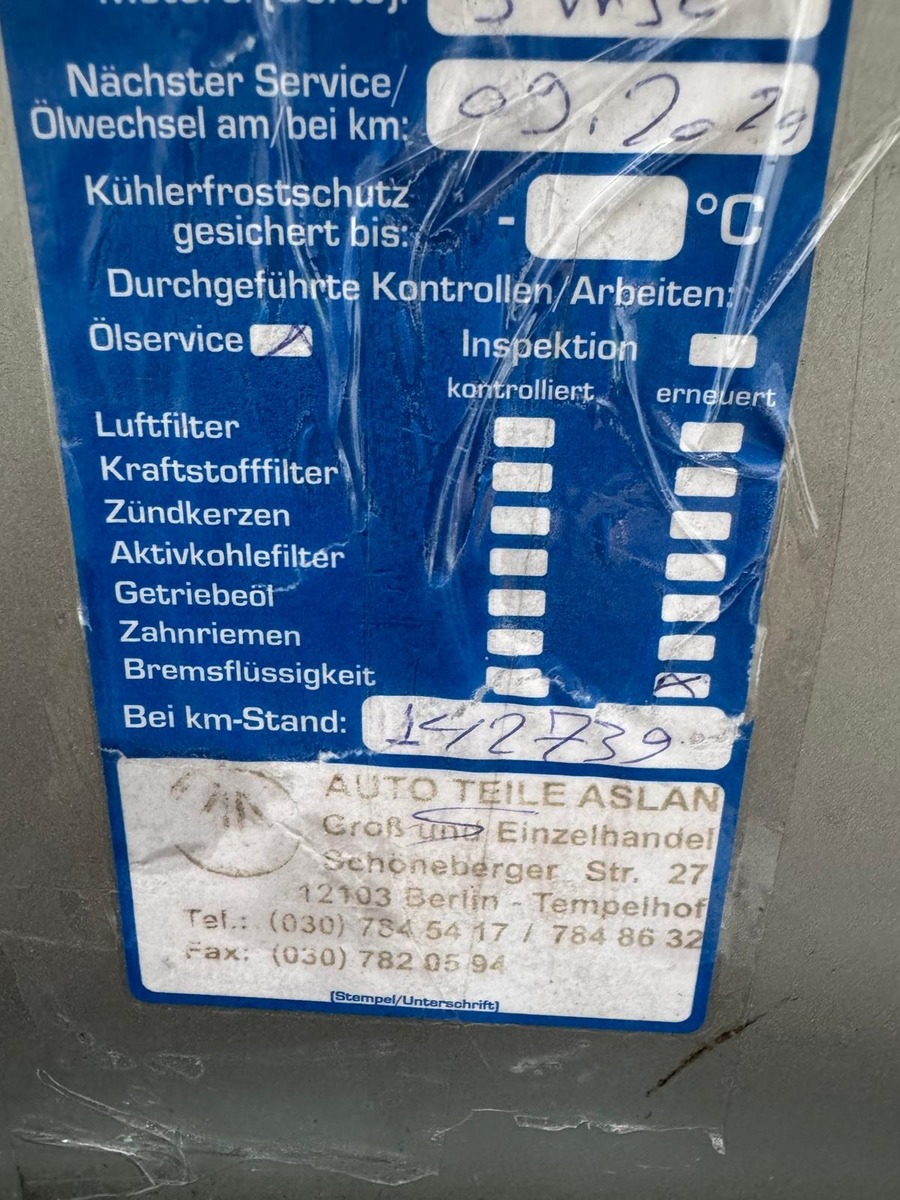 Nächster Service/
Ölwechsel am/bei km: 09.2020
Kühlerfrostschutz
gesichert bis: - °C
Durchgeführte Kontrollen/Arbeiten:
Ölservice X Inspektion
kontrolliert erneuert
Luftfilter
Kraftstofffilter
Zündkerzen
Aktivkohlefilter
Getriebeöl
Zahnriemen
Bremsflüssigkeit X
Bei km-Stand: 142739
AUTO TEILE ASLAN
Groß und Einzelhandel
Schöneberger Str. 27
12103 Berlin - Tempelhof
Tel.: (030) 784 54 17 / 784 86 32
Fax: (030) 782 05 94
(Stempel/Unterschrift)